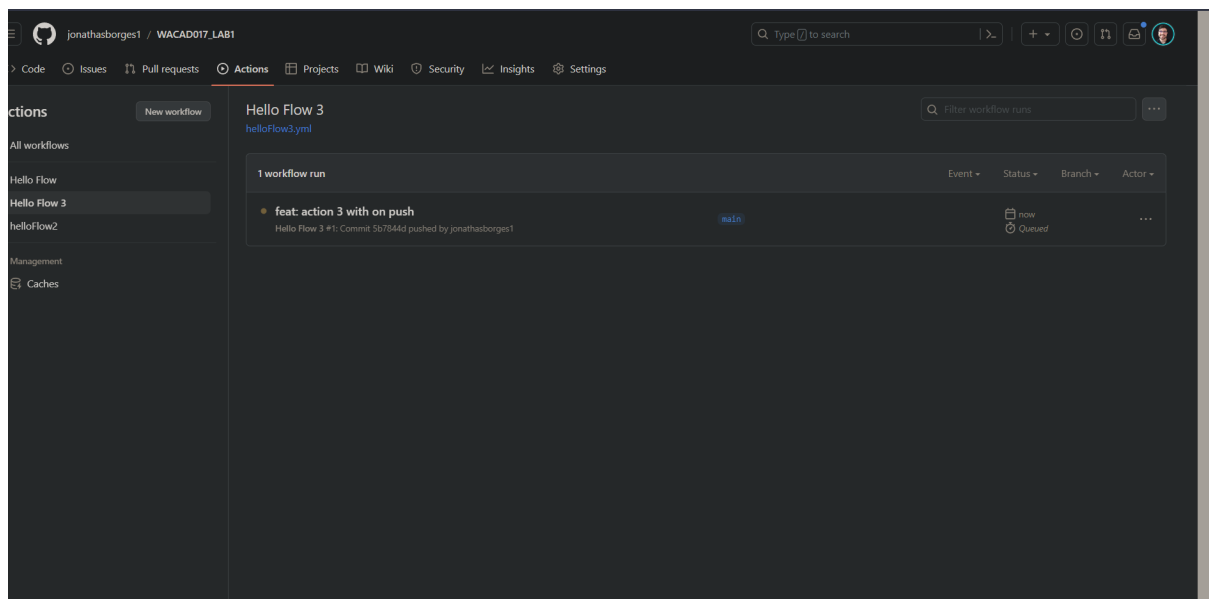 jonathasborges1 / WACAD017_LAB1
Type / to search
Code Issues Pull requests Actions Projects Wiki Security Insights Settings
ctions
New workflow
All workflows
Hello Flow
Hello Flow 3
helloFlow2
Management
Caches
Hello Flow 3
helloFlow3.yml
Filter workflow runs
1 workflow run
Event Status Branch Actor
feat: action 3 with on push
Hello Flow 3 #1: Commit 5b7844d pushed by jonathasborges1
main
now
Queued